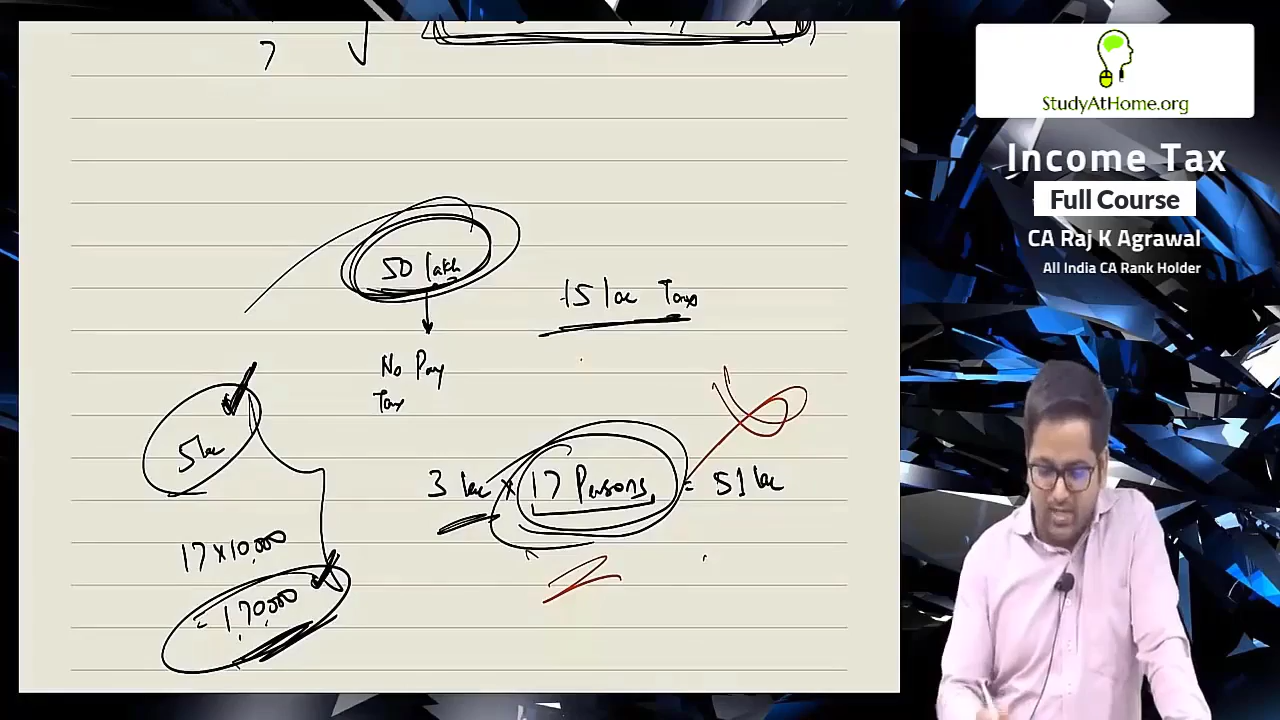 StudyAtHome.org
Income Tax
Full Course
CA Raj K Agrawal
All India CA Rank Holder
50 lakh
15 lac Tax
No Pay
Tax
5 lac
3 lac × 17 Persons = 51 lac
17 × 10,000
= 1,70,000